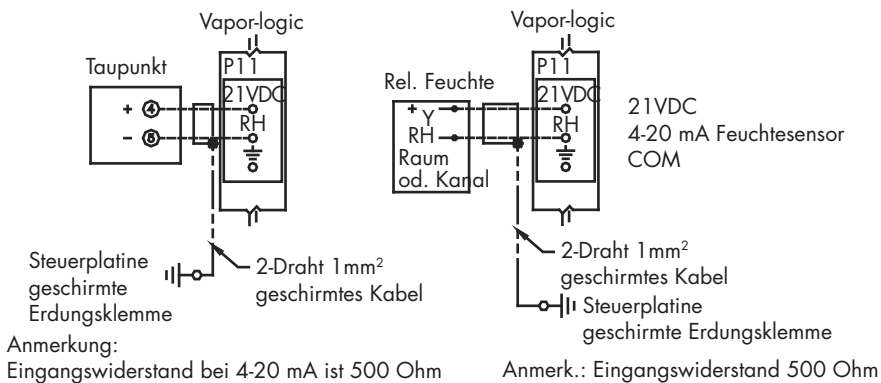 Vapor-logic
Taupunkt
P11
21VDC
+ 4
RH
- 5
Steuerplatine
geschirmte
Erdungsklemme
2-Draht 1mm²
geschirmtes Kabel
Anmerkung:
Eingangswiderstand bei 4-20 mA ist 500 Ohm
Vapor-logic
Rel. Feuchte
P11
21VDC
+
Y
RH
RH
Raum
od. Kanal
21VDC
4-20 mA Feuchtesensor
COM
2-Draht 1mm²
geschirmtes Kabel
Steuerplatine
geschirmte Erdungsklemme
Anmerk.: Eingangswiderstand 500 Ohm